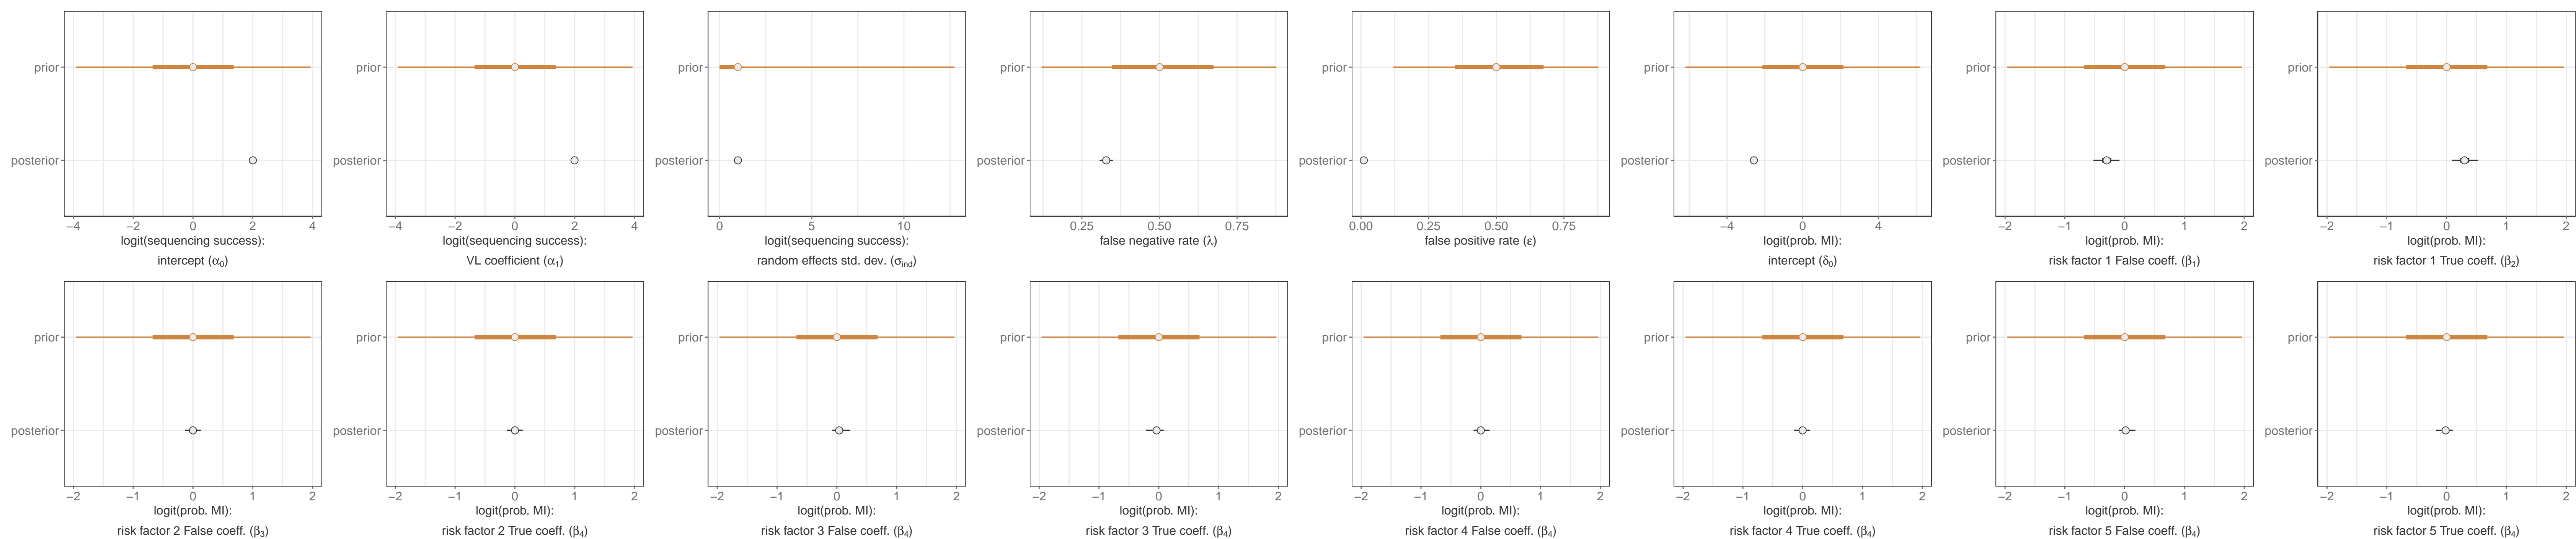 prior
posterior
−4 −2 0 2 4
logit(sequencing success):
intercept (α0)
prior
posterior
−4 −2 0 2 4
logit(sequencing success):
VL coefficient (α1)
prior
posterior
0 5 10
logit(sequencing success):
random effects std. dev. (σind)
prior
posterior
0.25 0.50 0.75
false negative rate (λ)
prior
posterior
0.00 0.25 0.50 0.75
false positive rate (ε)
prior
posterior
−4 0 4
logit(prob. MI):
intercept (δ0)
prior
posterior
−2 −1 0 1 2
logit(prob. MI):
risk factor 1 False coeff. (β1)
prior
posterior
−2 −1 0 1 2
logit(prob. MI):
risk factor 1 True coeff. (β2)
prior
posterior
−2 −1 0 1 2
logit(prob. MI):
risk factor 2 False coeff. (β3)
prior
posterior
−2 −1 0 1 2
logit(prob. MI):
risk factor 2 True coeff. (β4)
prior
posterior
−2 −1 0 1 2
logit(prob. MI):
risk factor 3 False coeff. (β4)
prior
posterior
−2 −1 0 1 2
logit(prob. MI):
risk factor 3 True coeff. (β4)
prior
posterior
−2 −1 0 1 2
logit(prob. MI):
risk factor 4 False coeff. (β4)
prior
posterior
−2 −1 0 1 2
logit(prob. MI):
risk factor 4 True coeff. (β4)
prior
posterior
−2 −1 0 1 2
logit(prob. MI):
risk factor 5 False coeff. (β4)
prior
posterior
−2 −1 0 1 2
logit(prob. MI):
risk factor 5 True coeff. (β4)